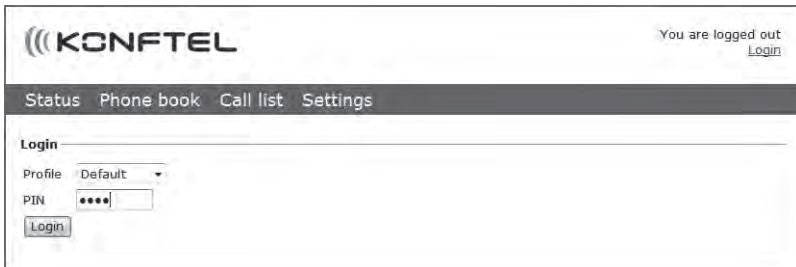 KONFTEL
You are logged out
Login
Status Phone book Call list Settings
Login
Profile Default
PIN ••••
Login